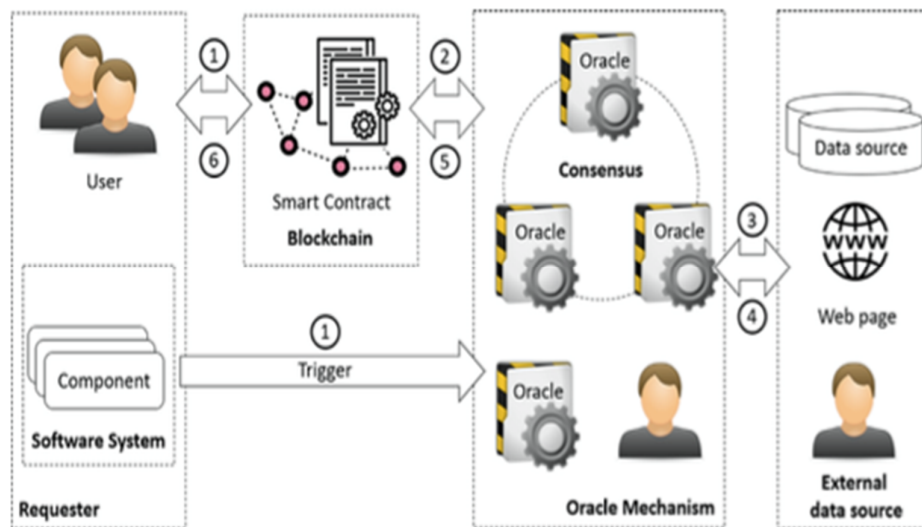 1
6
User
Smart Contract
Blockchain
2
5
Oracle
Consensus
Oracle
Oracle
3
4
Data source
WWW
Web page
Component
Software System
Requester
1
Trigger
Oracle
Oracle Mechanism
External
data source